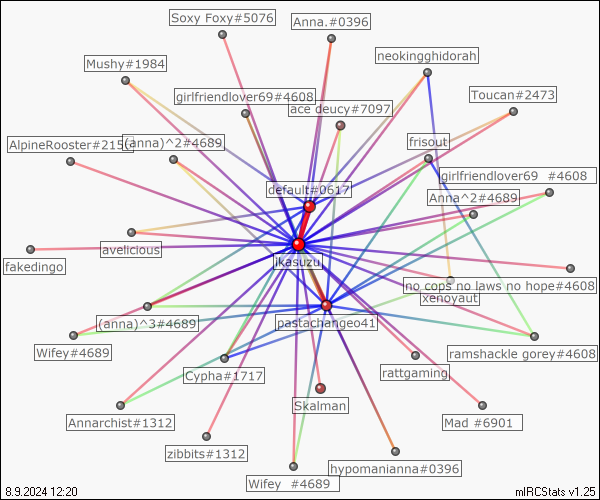 Soxy Foxy#5076
Anna.#0396
neokingghidorah
Mushy#1984
girlfriendlover69#4608
Toucan#2473
ace deucy#7097
AlpineRooster#215
(anna)^2#4689
frisout
girlfriendlover69 #4608
default#0617
Anna^2#4689
avelicious
ikasuzu
fakedingo
no cops no laws no hope#4608
xenoyaut
(anna)^3#4689
pastachangeo41
Wifey#4689
ramshackle gorey#4608
Cypha#1717
rattgaming
Skalman
Annarchist#1312
Mad #6901
zibbits#1312
hypomanianna#0396
Wifey #4689
8.9.2024 12:20
mIRCStats v1.25